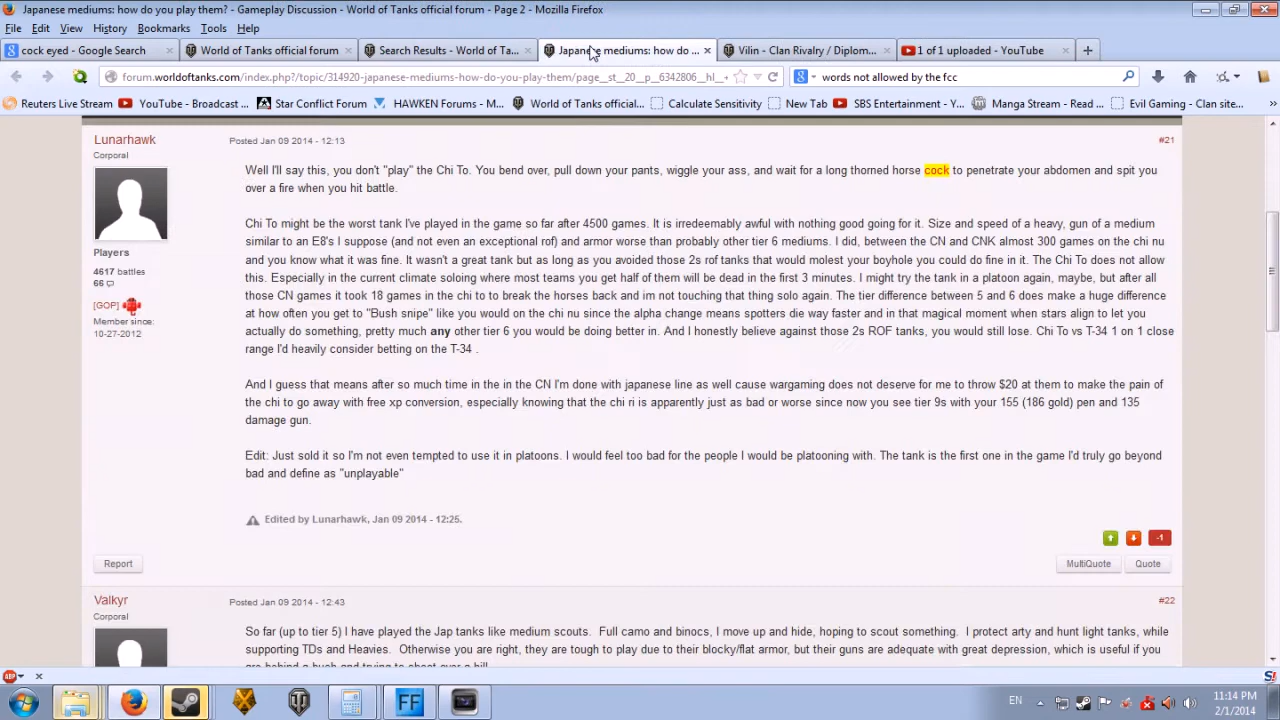 Japanese mediums: how do you play them? - Gameplay Discussion - World of Tanks official forum - Page 2 - Mozilla Firefox
File Edit View History Bookmarks Tools Help
cock eyed - Google Search
World of Tanks official forum
Search Results - World of Ta...
Japanese mediums: how do ...
Vilin - Clan Rivalry / Diplom...
1 of 1 uploaded - YouTube
forum.worldoftanks.com/index.php?/topic/314920-japanese-mediums-how-do-you-play-them/page__st__20__p__6342806__hl__+
words not allowed by the fcc
Reuters Live Stream
YouTube - Broadcast ...
Star Conflict Forum
HAWKEN Forums - M...
World of Tanks official...
Calculate Sensitivity
New Tab
SBS Entertainment - Y...
Manga Stream - Read ...
Evil Gaming - Clan site...
Lunarhawk
Corporal
Posted Jan 09 2014 - 12:13
#21
Players
4617 battles
66
[GOP]
Member since:
10-27-2012
Well I'll say this, you don't "play" the Chi To. You bend over, pull down your pants, wiggle your ass, and wait for a long thorned horse cock to penetrate your abdomen and spit you
over a fire when you hit battle.
Chi To might be the worst tank I've played in the game so far after 4500 games. It is irredeemably awful with nothing good going for it. Size and speed of a heavy, gun of a medium
similar to an E8's I suppose (and not even an exceptional rof) and armor worse than probably other tier 6 mediums. I did, between the CN and CNK almost 300 games on the chi nu
and you know what it was fine. It wasn't a great tank but as long as you avoided those 2s rof tanks that would molest your boyhole you could do fine in it. The Chi To does not allow
this. Especially in the current climate soloing where most teams you get half of them will be dead in the first 3 minutes. I might try the tank in a platoon again, maybe, but after all
those CN games it took 18 games in the chi to to break the horses back and im not touching that thing solo again. The tier difference between 5 and 6 does make a huge difference
at how often you get to "Bush snipe" like you would on the chi nu since the alpha change means spotters die way faster and in that magical moment when stars align to let you
actually do something, pretty much any other tier 6 you would be doing better in. And I honestly believe against the 2s ROF tanks, you would still lose. Chi To vs T-34 1 on 1 close
range I'd heavily consider betting on the T-34 .
And I guess that means after so much time in the in the CN I'm done with japanese line as well cause wargaming does not deserve for me to throw $20 at them to make the pain of
the chi to go away with free xp conversion, especially knowing that the chi ri is apparently just as bad or worse since now you see tier 9s with your 155 (186 gold) pen and 135
damage gun.
Edit: Just sold it so I'm not even tempted to use it in platoons. I would feel too bad for the people I would be platooning with. The tank is the first one in the game I'd truly go beyond
bad and define as "unplayable"
Edited by Lunarhawk, Jan 09 2014 - 12:25.
-1
Report
MultiQuote
Quote
Valkyr
Corporal
Posted Jan 09 2014 - 12:43
#22
So far (up to tier 5) I have played the Jap tanks like medium scouts. Full camo and binocs, I move up and hide, hoping to scout something. I protect arty and hunt light tanks, while
supporting TDs and Heavies. Otherwise you are right, they are tough to play due to their blocky/flat armor, but their guns are adequate with great depression, which is useful if you
are behind a bush and trying to shoot over a hill.
ABP
FF
EN
11:14 PM
2/1/2014